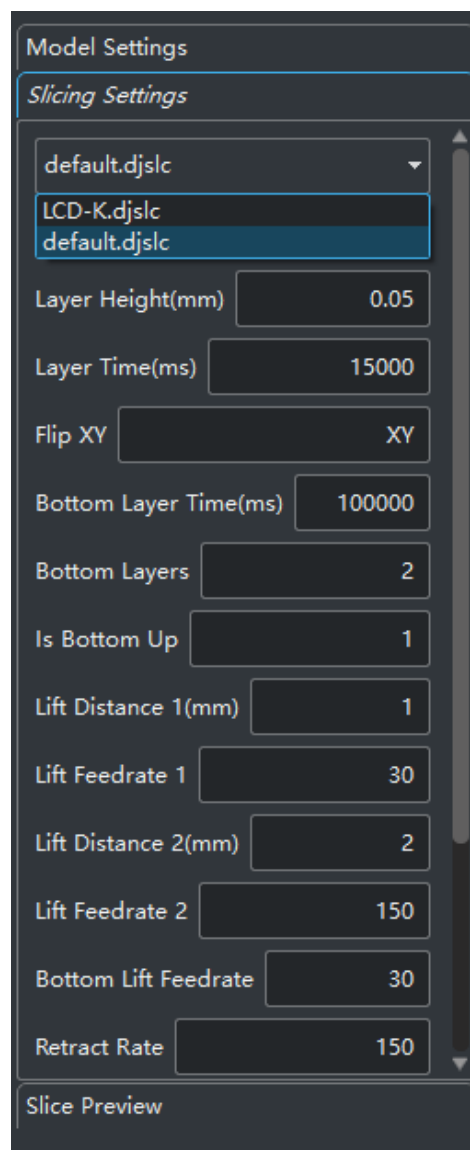 Model Settings
Slicing Settings
default.djslc
LCD-K.djslc
default.djslc
Layer Height(mm) 0.05
Layer Time(ms) 15000
Flip XY XY
Bottom Layer Time(ms) 100000
Bottom Layers 2
Is Bottom Up 1
Lift Distance 1(mm) 1
Lift Feedrate 1 30
Lift Distance 2(mm) 2
Lift Feedrate 2 150
Bottom Lift Feedrate 30
Retract Rate 150
Slice Preview